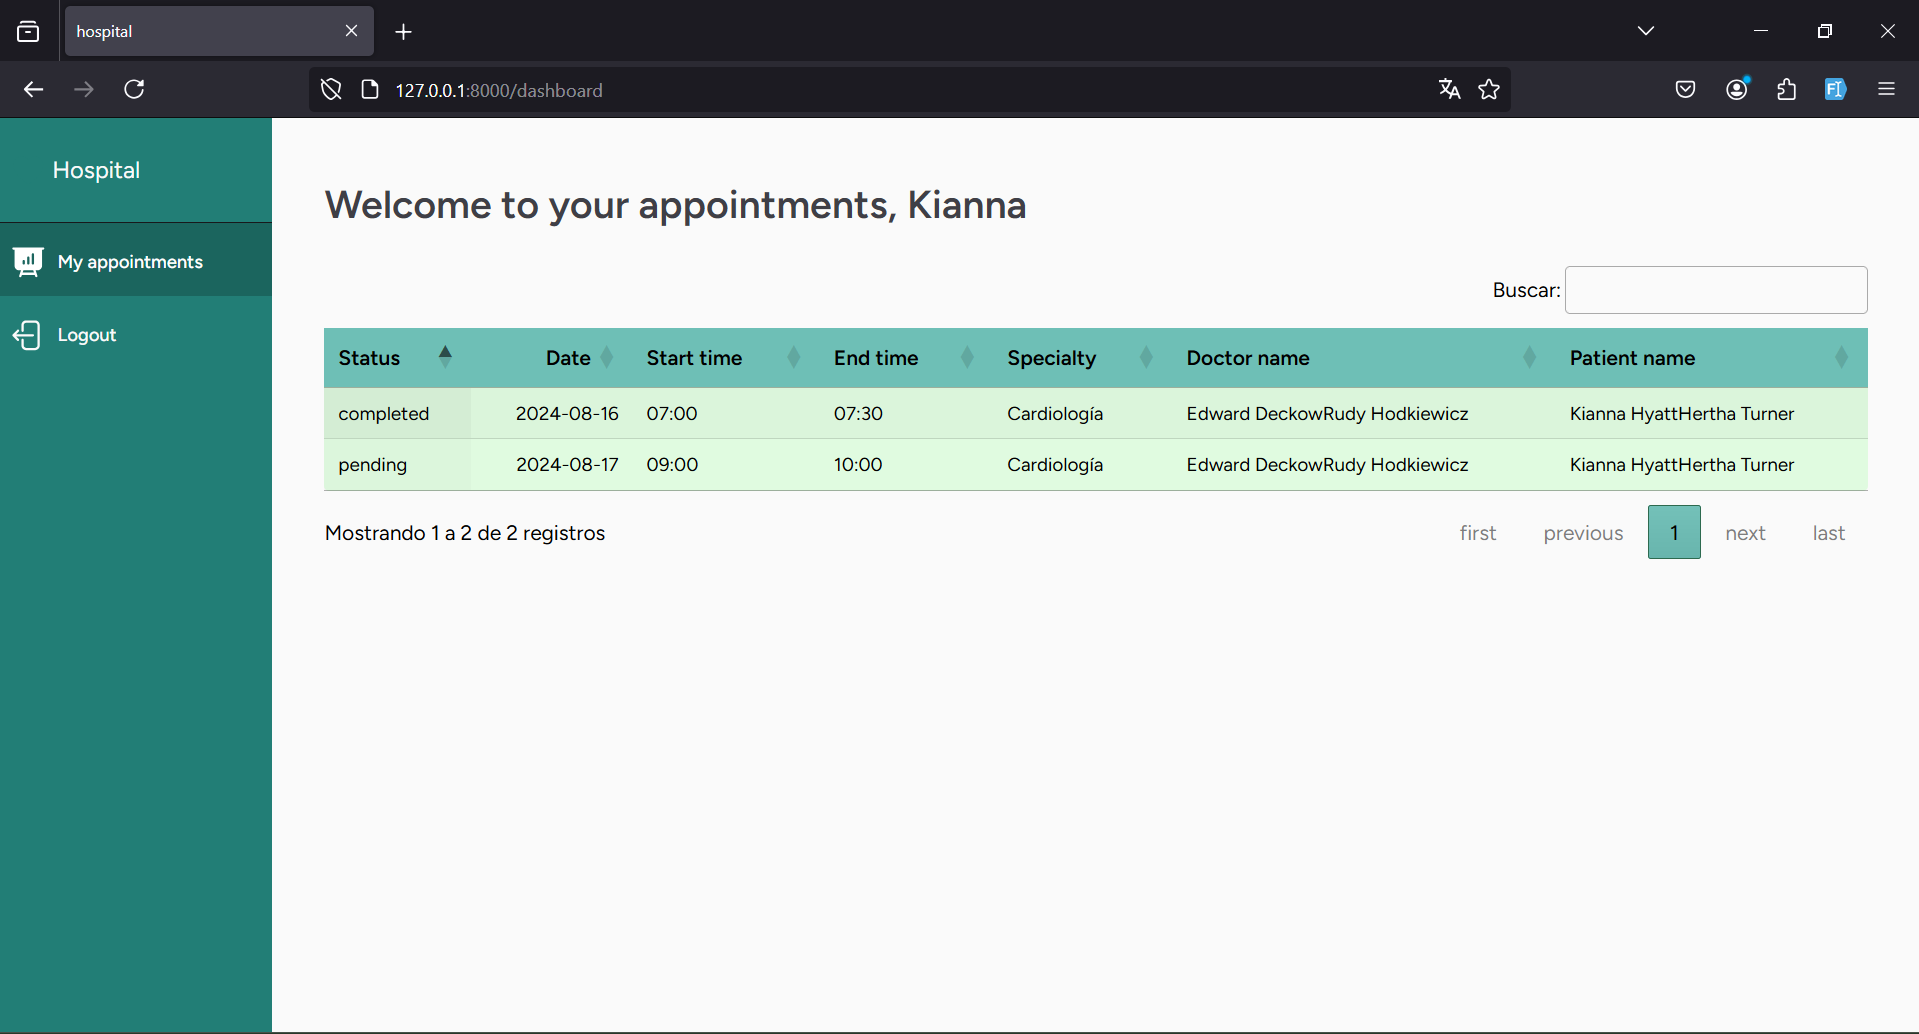 hospital
127.0.0.1:8000/dashboard
Hospital
My appointments
Logout
Welcome to your appointments, Kianna
Buscar:
Status Date Start time End time Specialty Doctor name Patient name
completed 2024-08-16 07:00 07:30 Cardiología Edward DeckowRudy Hodkiewicz Kianna HyattHertha Turner
pending 2024-08-17 09:00 10:00 Cardiología Edward DeckowRudy Hodkiewicz Kianna HyattHertha Turner
Mostrando 1 a 2 de 2 registros first previous 1 next last